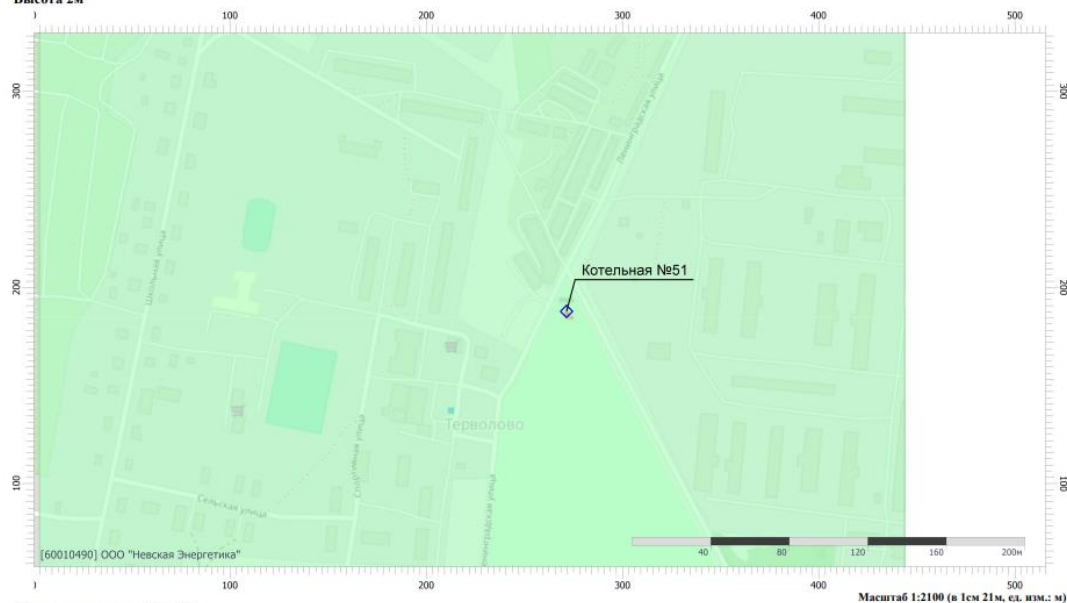 Высота 2м
0 100 200 300 400 500
300 300
Ленинградская улица
Школьная улица
200 200
Котельная №51
Терволово
Спортивная улица
100 100
Сельская улица
[60010490] ООО "Невская Энергетика"
40 80 120 160 200м
0 100 200 300 400 500
Масштаб 1:2100 (в 1см 21м, ед. изм.: м)